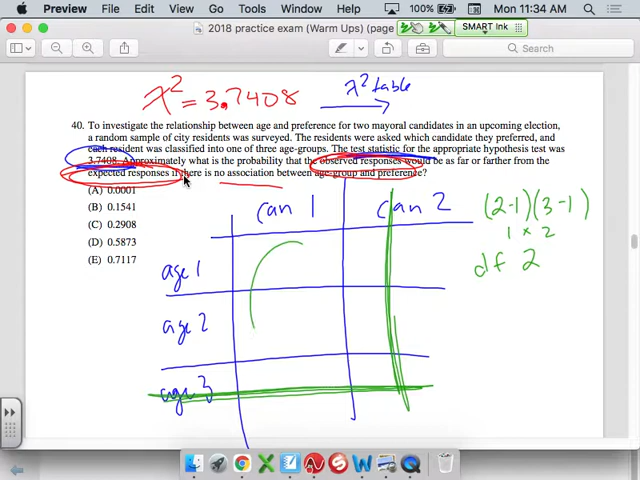 Preview File Edit View Go Tools Window Help 100% Mon Jan 9 11:34 AM
SMART Ink
2018 practice exam (Warm Ups) (page
Search
χ² = 3.7408 χ² table
40. To investigate the relationship between age and preference for two mayoral candidates in an upcoming election,
a random sample of city residents was surveyed. The residents were asked which candidate they preferred, and
each resident was classified into one of three age-groups. The test statistic for the appropriate hypothesis test was
3.7408. Approximately what is the probability that the observed responses would be as far or farther from the
expected responses if there is no association between age-group and preference?
(A) 0.0001
(B) 0.1541
(C) 0.2908
(D) 0.5873
(E) 0.7117
can 1 can 2
(2-1)(3-1)
1 × 2
df 2
age 1
age 2
age 3